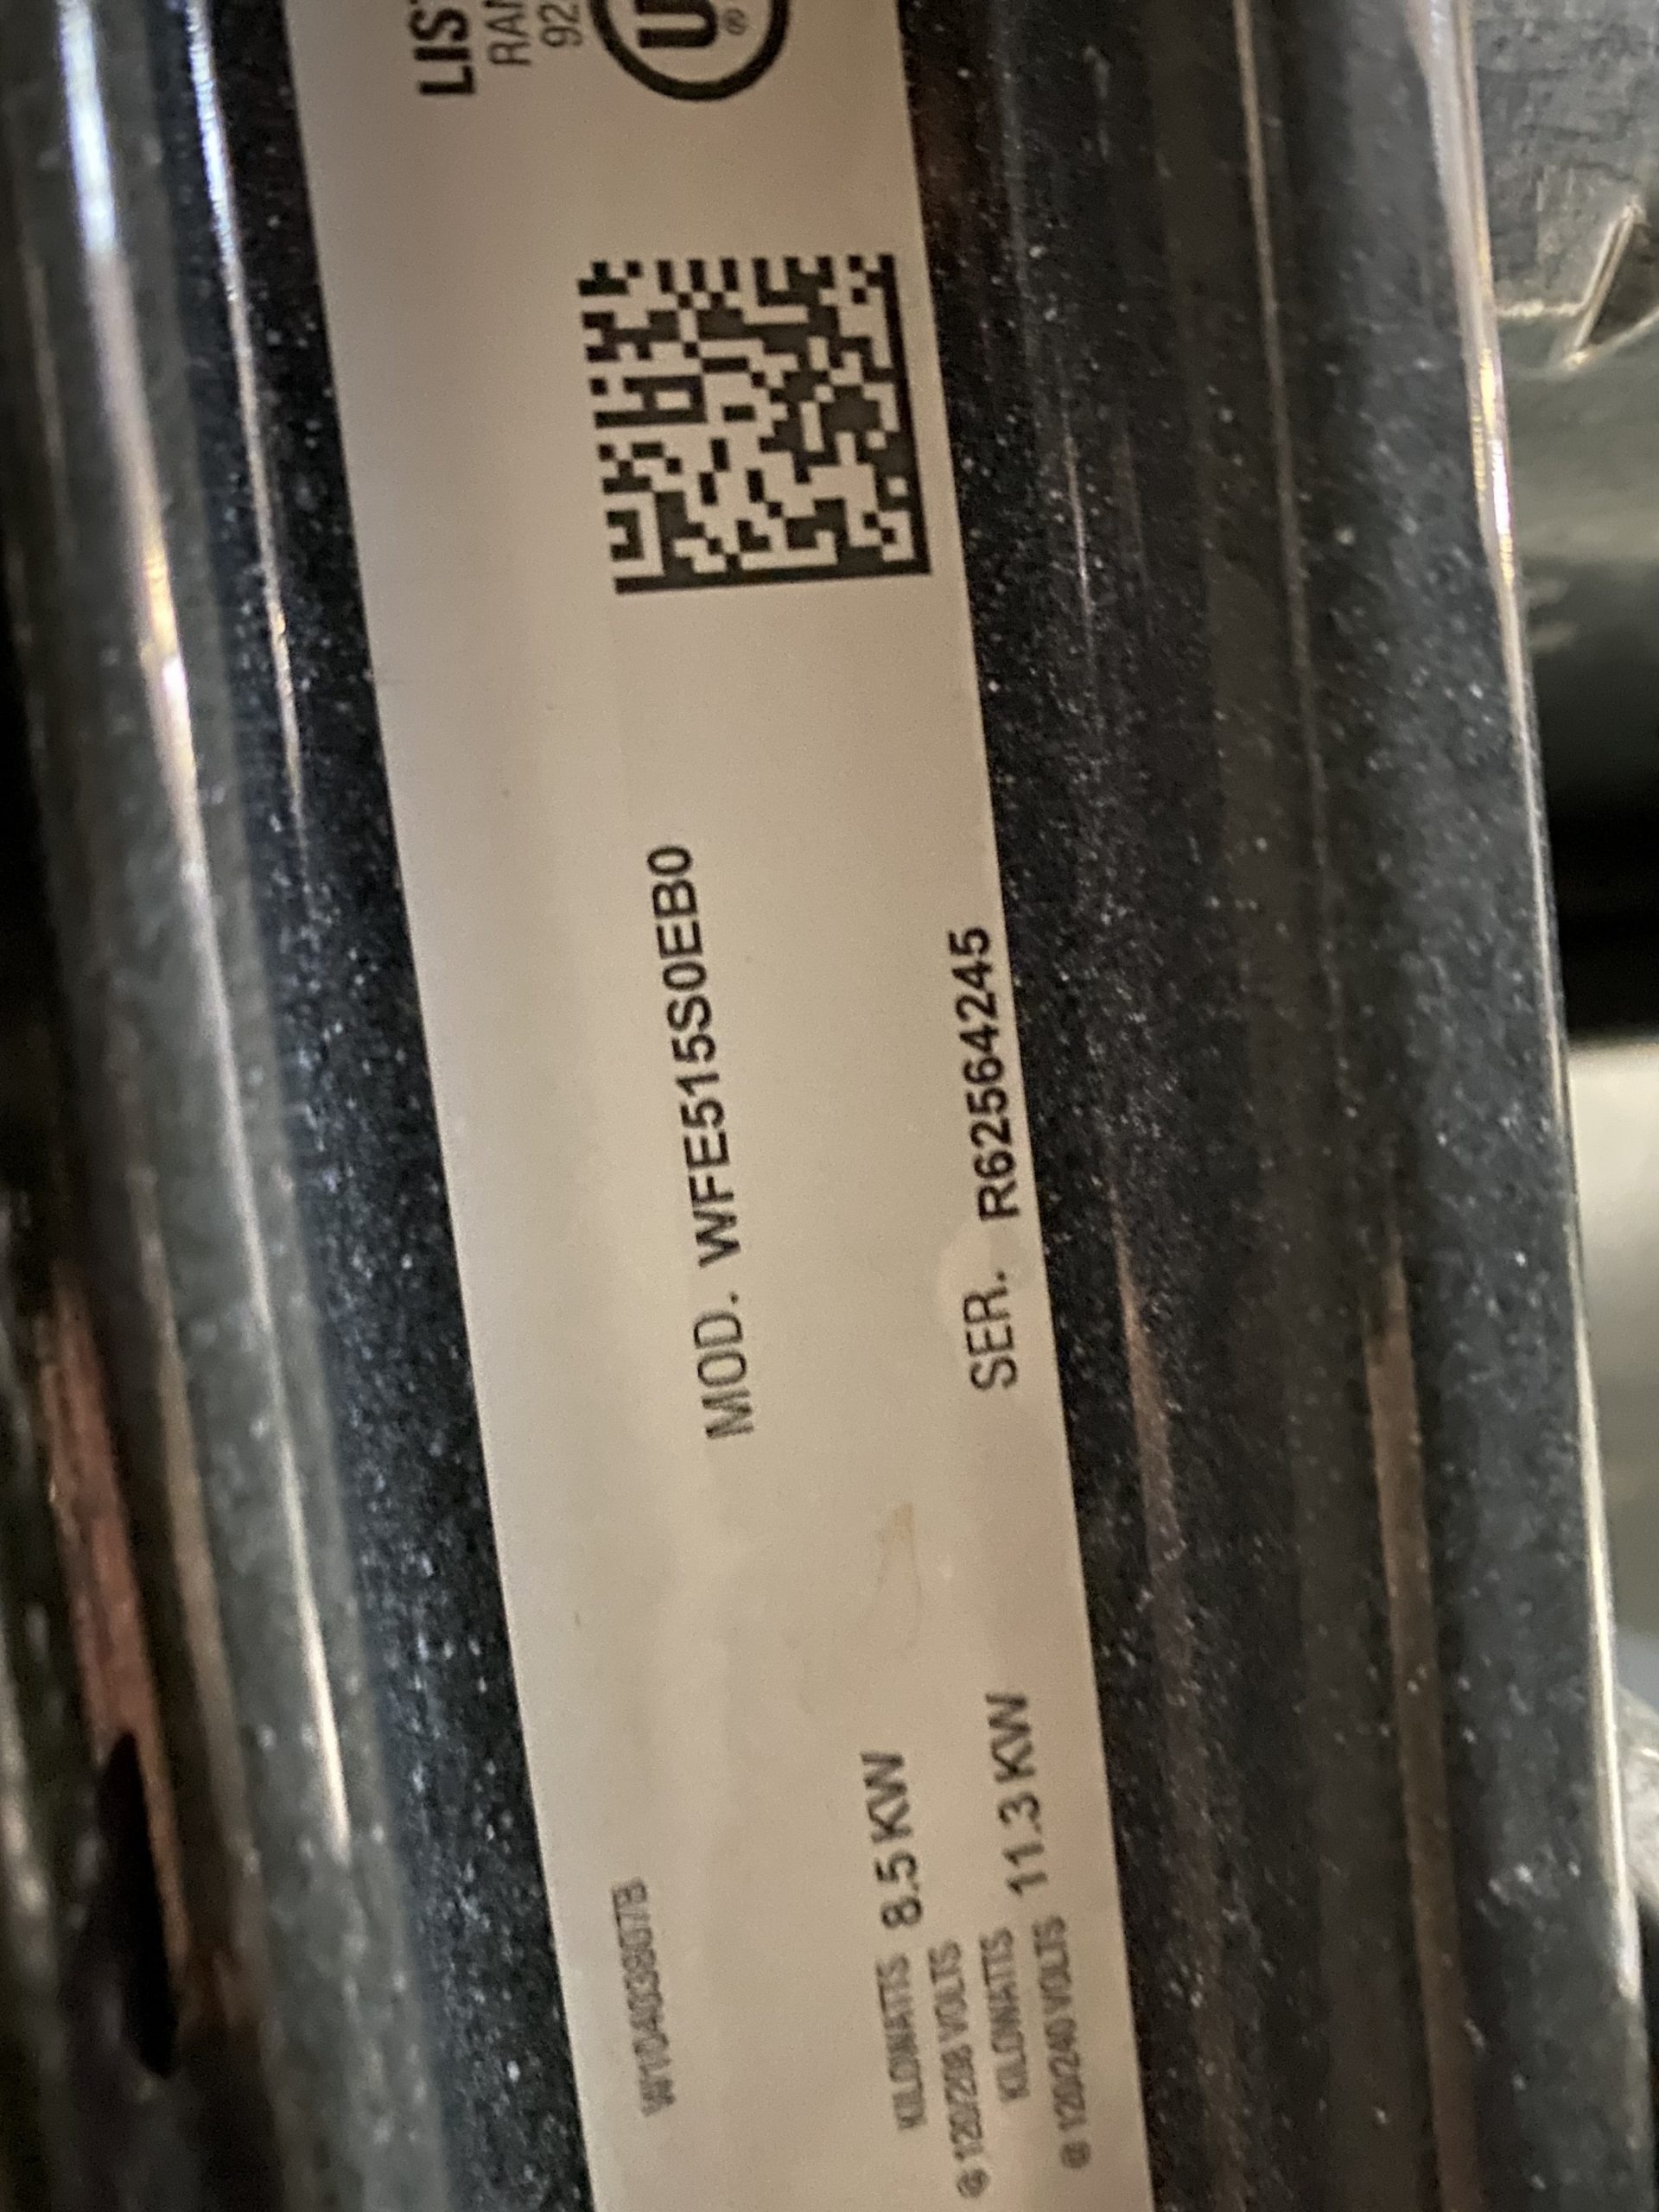 W10403907B
KILOWATTS 8.5 KW
@ 120/208 VOLTS
KILOWATTS 11.3 KW
@ 120/240 VOLTS
MOD. WFE515S0EB0
SER. R62564245
LIS
RAN
92
U
®